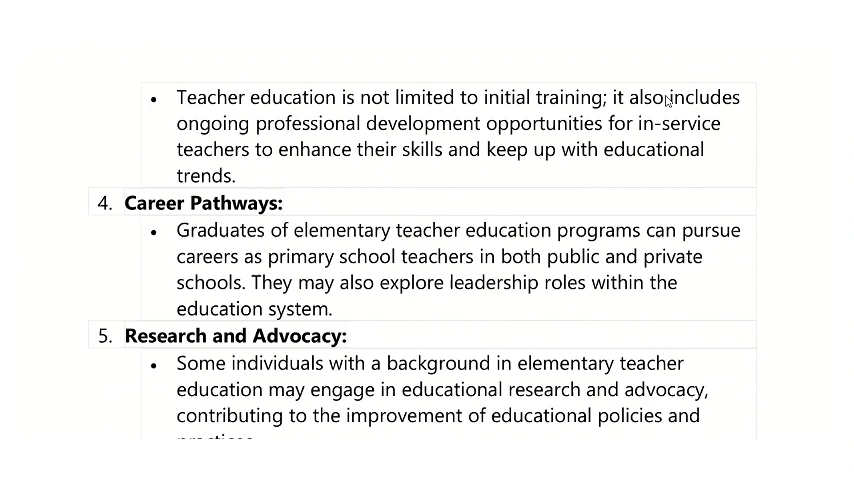 • Teacher education is not limited to initial training; it also includes
ongoing professional development opportunities for in-service
teachers to enhance their skills and keep up with educational
trends.
4. Career Pathways:
• Graduates of elementary teacher education programs can pursue
careers as primary school teachers in both public and private
schools. They may also explore leadership roles within the
education system.
5. Research and Advocacy:
• Some individuals with a background in elementary teacher
education may engage in educational research and advocacy,
contributing to the improvement of educational policies and